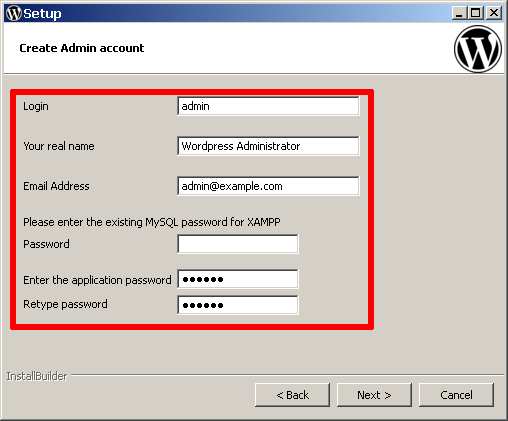 Setup
Create Admin account
Login admin
Your real name Wordpress Administrator
Email Address admin@example.com
Please enter the existing MySQL password for XAMPP
Password
Enter the application password ●●●●●●
Retype password ●●●●●●
InstallBuilder
< Back Next > Cancel